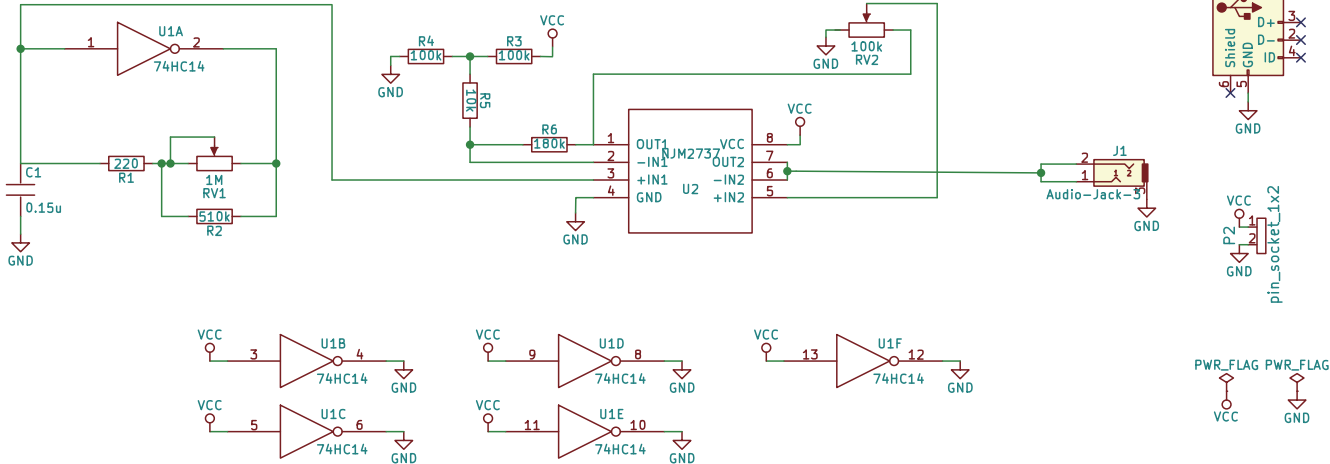 U1A
1
2
74HC14
220
R1
1M
RV1
510k
R2
C1
0.15u
GND
R4
100k
R3
100k
VCC
GND
10k
R5
R6
180k
100k
RV2
GND
1 OUT1
2 -IN1
3 +IN1
4 GND
NJM2737
U2
VCC 8
OUT2 7
-IN2 6
+IN2 5
VCC
GND
J1
2
1
1 2
3
Audio-Jack-3
GND
D+ 3
D- 2
ID 4
Shield
GND
6
5
GND
VCC
P2
1
2
GND
pin_socket_1x2
VCC
3
U1B
4
74HC14
GND
VCC
9
U1D
8
74HC14
GND
VCC
13
U1F
12
74HC14
GND
VCC
5
U1C
6
74HC14
GND
VCC
11
U1E
10
74HC14
GND
PWR_FLAG
PWR_FLAG
VCC
GND